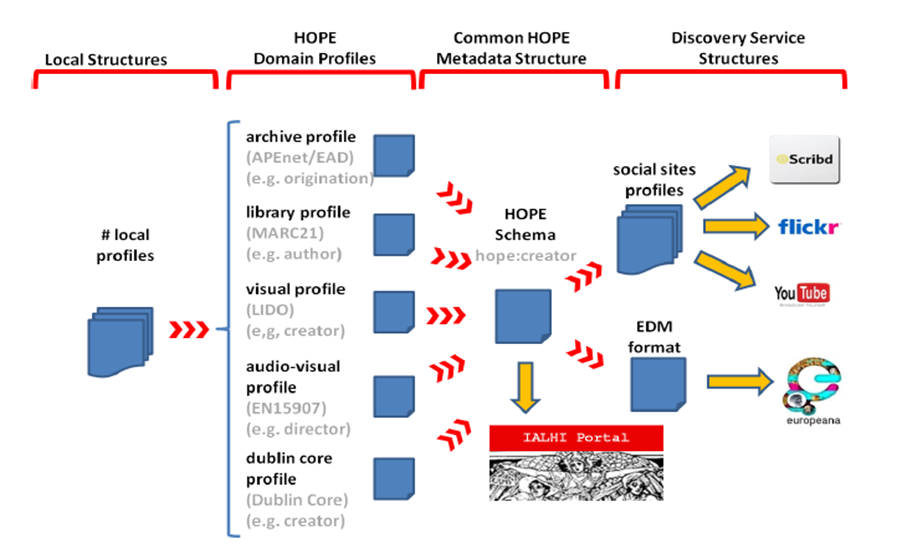 Local Structures
HOPE
Domain Profiles
Common HOPE
Metadata Structure
Discovery Service
Structures
# local
profiles
archive profile
(APEnet/EAD)
(e.g. origination)
library profile
(MARC21)
(e.g. author)
visual profile
(LIDO)
(e,g, creator)
audio-visual
profile
(EN15907)
(e.g. director)
dublin core
profile
(Dublin Core)
(e.g. creator)
HOPE
Schema
hope:creator
IALHI Portal
social sites
profiles
EDM
format
Scribd
flickr
YouTube
europeana